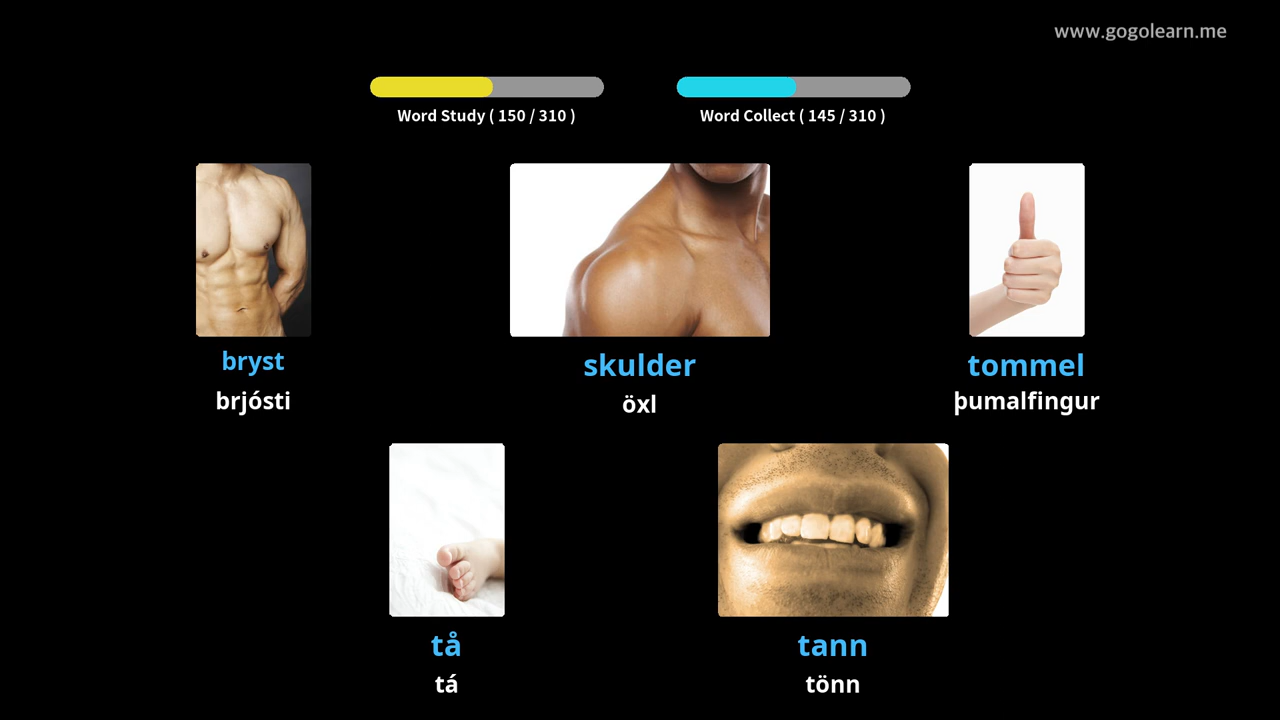 www.gogolearn.me
Word Study ( 150 / 310 )
Word Collect ( 145 / 310 )
bryst
brjósti
skulder
öxl
tommel
þumalfingur
tå
tá
tann
tönn